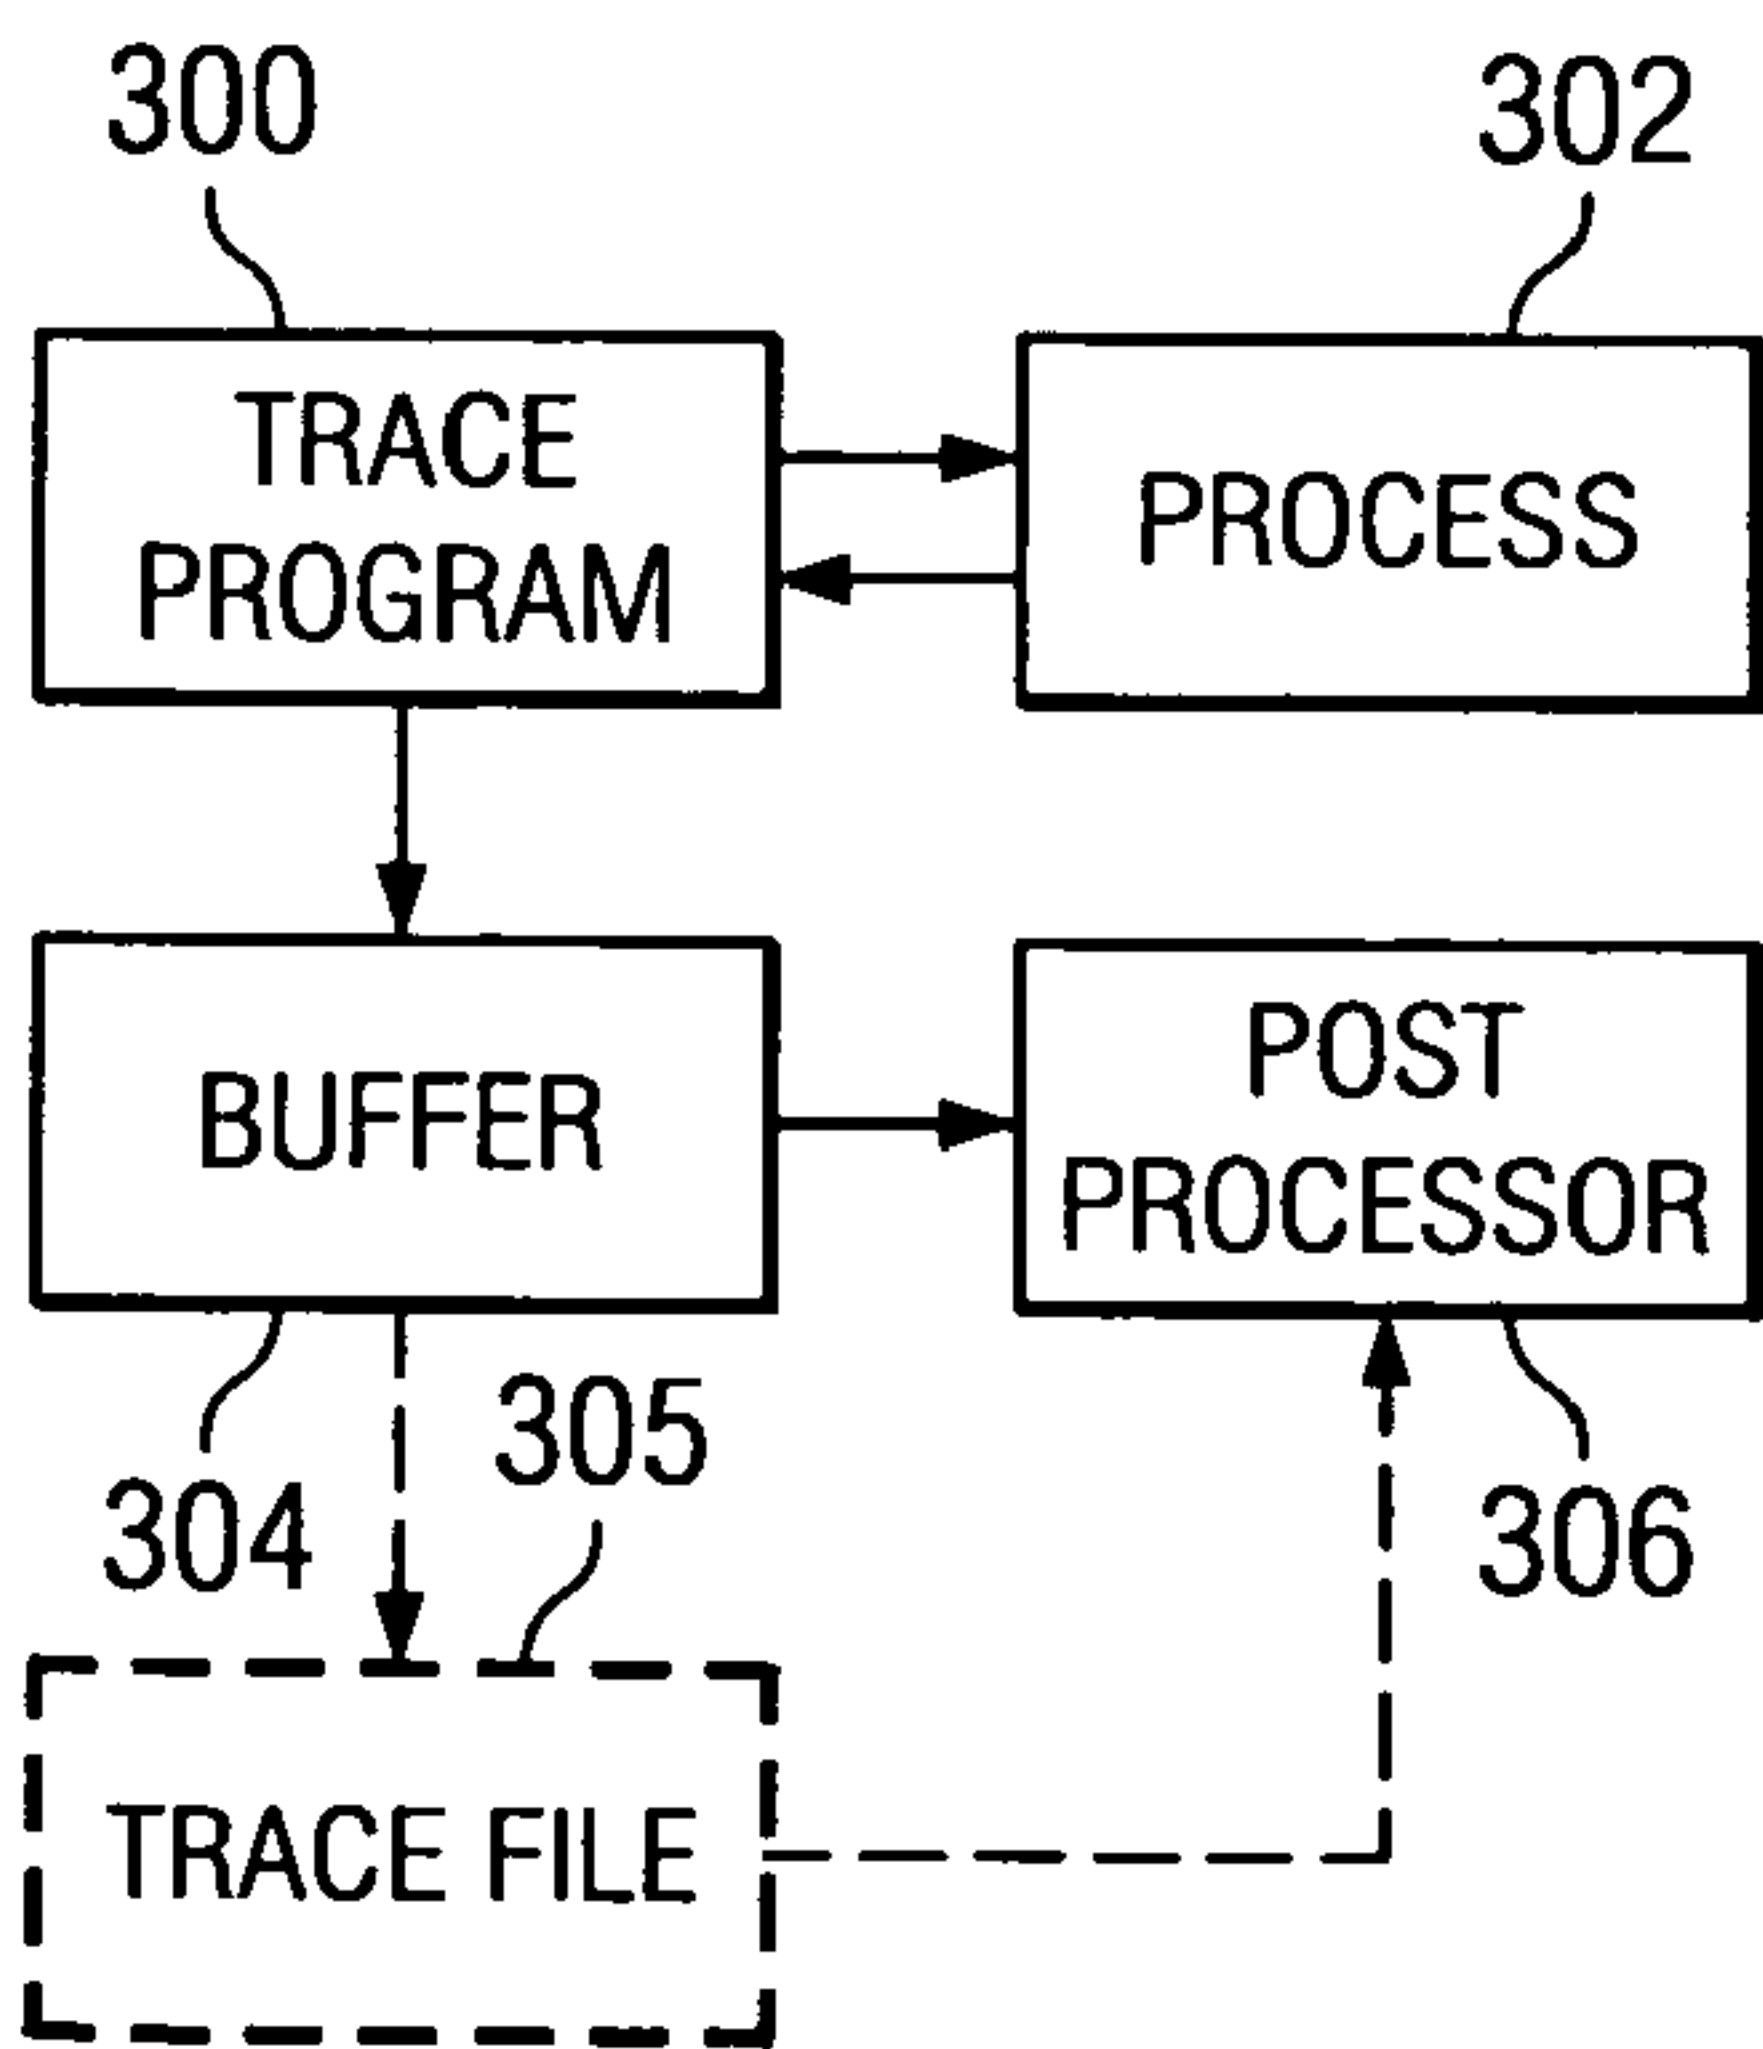 300
302
TRACE
PROGRAM
PROCESS
BUFFER
POST
PROCESSOR
304
305
306
TRACE FILE